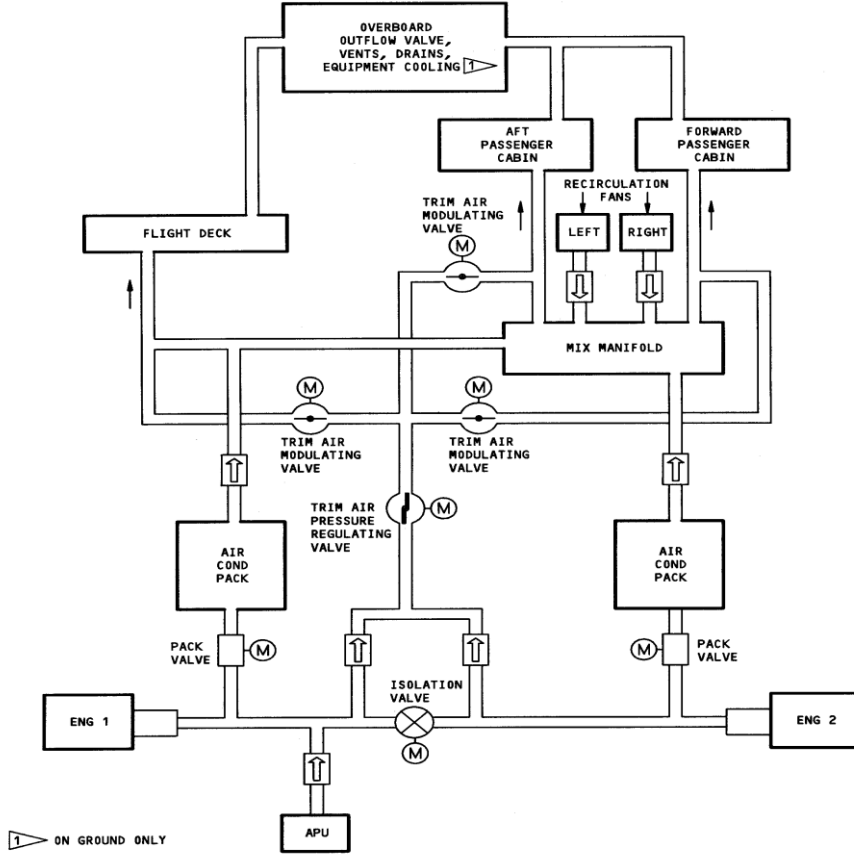 OVERBOARD
OUTFLOW VALVE,
VENTS, DRAINS,
EQUIPMENT COOLING 1
AFT
PASSENGER
CABIN
FORWARD
PASSENGER
CABIN
RECIRCULATION
FANS
TRIM AIR
MODULATING
VALVE
M
FLIGHT DECK
LEFT
RIGHT
MIX MANIFOLD
M
M
TRIM AIR
MODULATING
VALVE
TRIM AIR
MODULATING
VALVE
TRIM AIR
PRESSURE
REGULATING
VALVE
M
AIR
COND
PACK
AIR
COND
PACK
PACK
VALVE
M
M
PACK
VALVE
ISOLATION
VALVE
M
ENG 1
ENG 2
APU
1 ON GROUND ONLY